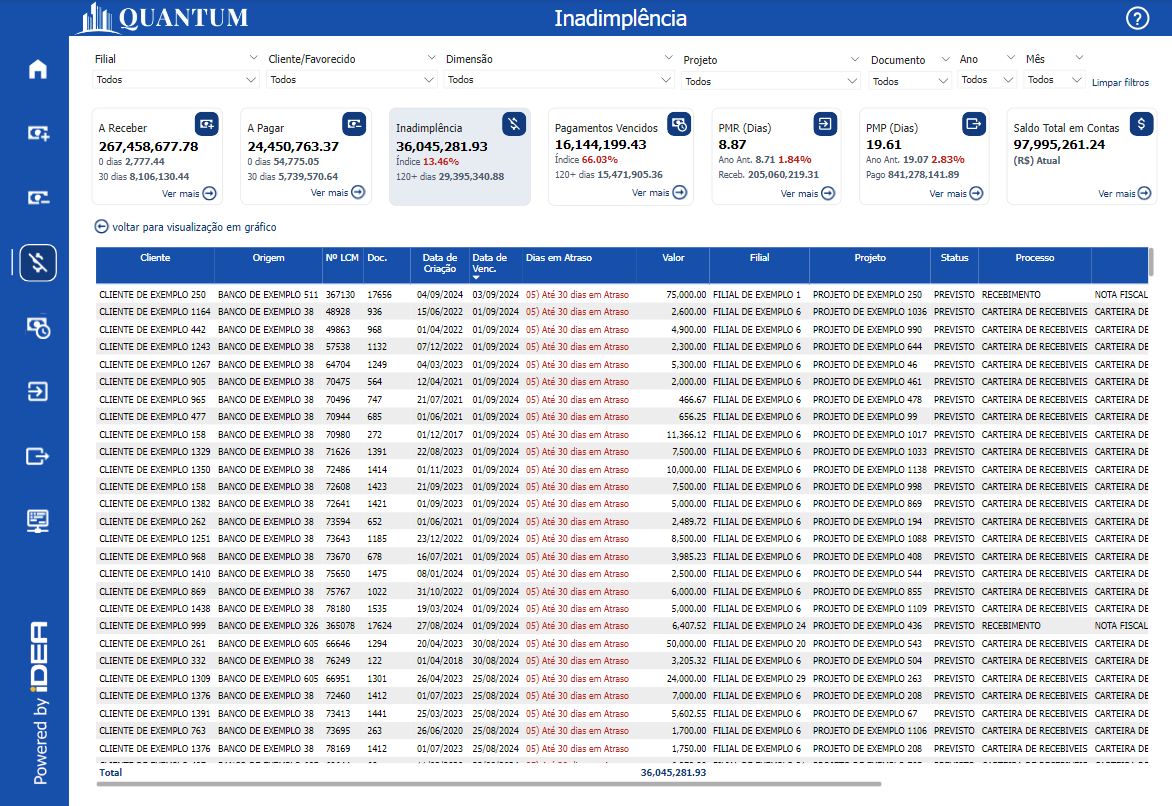 QUANTUM
Inadimplência
?
Filial Cliente/Favorecido Dimensão Projeto Documento Ano Mês
Todos Todos Todos Todos Todos Todos Todos Limpar filtros
A Receber
267,458,677.78
0 dias 2,777.44
30 dias 8,106,130.44
Ver mais
A Pagar
24,450,763.37
0 dias 54,775.05
30 dias 5,739,570.64
Ver mais
Inadimplência
36,045,281.93
Índice 13.46%
120+ dias 29,395,340.88
Pagamentos Vencidos
16,144,199.43
Índice 66.03%
120+ dias 15,471,905.36
Ver mais
PMR (Dias)
8.87
Ano Ant. 8.71 1.84%
Receb. 205,060,219.31
Ver mais
PMP (Dias)
19.61
Ano Ant. 19.07 2.83%
Pago 841,278,141.89
Ver mais
Saldo Total em Contas
97,995,261.24
(R$) Atual
Ver mais
voltar para visualização em gráfico
Cliente Origem Nº LCM Doc. Data de Criação Data de Venc. Dias em Atraso Valor Filial Projeto Status Processo
CLIENTE DE EXEMPLO 250 BANCO DE EXEMPLO 511 367130 17656 04/09/2024 03/09/2024 05) Até 30 dias em Atraso 75,000.00 FILIAL DE EXEMPLO 1 PROJETO DE EXEMPLO 250 PREVISTO RECEBIMENTO NOTA FISCAL
CLIENTE DE EXEMPLO 1164 BANCO DE EXEMPLO 38 48928 936 15/06/2022 01/09/2024 05) Até 30 dias em Atraso 2,600.00 FILIAL DE EXEMPLO 6 PROJETO DE EXEMPLO 1036 PREVISTO CARTEIRA DE RECEBIVEIS CARTEIRA DE
CLIENTE DE EXEMPLO 442 BANCO DE EXEMPLO 38 49863 968 01/04/2022 01/09/2024 05) Até 30 dias em Atraso 4,900.00 FILIAL DE EXEMPLO 6 PROJETO DE EXEMPLO 990 PREVISTO CARTEIRA DE RECEBIVEIS CARTEIRA DE
CLIENTE DE EXEMPLO 1243 BANCO DE EXEMPLO 38 57538 1132 07/12/2022 01/09/2024 05) Até 30 dias em Atraso 2,300.00 FILIAL DE EXEMPLO 6 PROJETO DE EXEMPLO 644 PREVISTO CARTEIRA DE RECEBIVEIS CARTEIRA DE
CLIENTE DE EXEMPLO 1267 BANCO DE EXEMPLO 38 64704 1249 04/03/2023 01/09/2024 05) Até 30 dias em Atraso 5,300.00 FILIAL DE EXEMPLO 6 PROJETO DE EXEMPLO 46 PREVISTO CARTEIRA DE RECEBIVEIS CARTEIRA DE
CLIENTE DE EXEMPLO 905 BANCO DE EXEMPLO 38 70475 564 12/04/2021 01/09/2024 05) Até 30 dias em Atraso 2,000.00 FILIAL DE EXEMPLO 6 PROJETO DE EXEMPLO 461 PREVISTO CARTEIRA DE RECEBIVEIS CARTEIRA DE
CLIENTE DE EXEMPLO 965 BANCO DE EXEMPLO 38 70496 747 21/07/2021 01/09/2024 05) Até 30 dias em Atraso 466.67 FILIAL DE EXEMPLO 6 PROJETO DE EXEMPLO 478 PREVISTO CARTEIRA DE RECEBIVEIS CARTEIRA DE
CLIENTE DE EXEMPLO 477 BANCO DE EXEMPLO 38 70944 685 01/06/2021 01/09/2024 05) Até 30 dias em Atraso 656.25 FILIAL DE EXEMPLO 6 PROJETO DE EXEMPLO 99 PREVISTO CARTEIRA DE RECEBIVEIS CARTEIRA DE
CLIENTE DE EXEMPLO 158 BANCO DE EXEMPLO 38 70980 272 01/12/2017 01/09/2024 05) Até 30 dias em Atraso 11,366.12 FILIAL DE EXEMPLO 6 PROJETO DE EXEMPLO 1017 PREVISTO CARTEIRA DE RECEBIVEIS CARTEIRA DE
CLIENTE DE EXEMPLO 1329 BANCO DE EXEMPLO 38 71626 1391 22/08/2023 01/09/2024 05) Até 30 dias em Atraso 7,500.00 FILIAL DE EXEMPLO 6 PROJETO DE EXEMPLO 1033 PREVISTO CARTEIRA DE RECEBIVEIS CARTEIRA DE
CLIENTE DE EXEMPLO 1350 BANCO DE EXEMPLO 38 72486 1414 01/11/2023 01/09/2024 05) Até 30 dias em Atraso 10,000.00 FILIAL DE EXEMPLO 6 PROJETO DE EXEMPLO 1138 PREVISTO CARTEIRA DE RECEBIVEIS CARTEIRA DE
CLIENTE DE EXEMPLO 158 BANCO DE EXEMPLO 38 72608 1423 21/09/2023 01/09/2024 05) Até 30 dias em Atraso 7,500.00 FILIAL DE EXEMPLO 6 PROJETO DE EXEMPLO 998 PREVISTO CARTEIRA DE RECEBIVEIS CARTEIRA DE
CLIENTE DE EXEMPLO 1382 BANCO DE EXEMPLO 38 72641 1421 01/09/2023 01/09/2024 05) Até 30 dias em Atraso 5,000.00 FILIAL DE EXEMPLO 6 PROJETO DE EXEMPLO 869 PREVISTO CARTEIRA DE RECEBIVEIS CARTEIRA DE
CLIENTE DE EXEMPLO 262 BANCO DE EXEMPLO 38 73594 652 01/06/2021 01/09/2024 05) Até 30 dias em Atraso 2,489.72 FILIAL DE EXEMPLO 6 PROJETO DE EXEMPLO 194 PREVISTO CARTEIRA DE RECEBIVEIS CARTEIRA DE
CLIENTE DE EXEMPLO 1251 BANCO DE EXEMPLO 38 73643 1185 23/12/2022 01/09/2024 05) Até 30 dias em Atraso 8,500.00 FILIAL DE EXEMPLO 6 PROJETO DE EXEMPLO 1088 PREVISTO CARTEIRA DE RECEBIVEIS CARTEIRA DE
CLIENTE DE EXEMPLO 968 BANCO DE EXEMPLO 38 73670 678 16/07/2021 01/09/2024 05) Até 30 dias em Atraso 3,985.23 FILIAL DE EXEMPLO 6 PROJETO DE EXEMPLO 408 PREVISTO CARTEIRA DE RECEBIVEIS CARTEIRA DE
CLIENTE DE EXEMPLO 1410 BANCO DE EXEMPLO 38 75650 1475 08/01/2024 01/09/2024 05) Até 30 dias em Atraso 2,500.00 FILIAL DE EXEMPLO 6 PROJETO DE EXEMPLO 544 PREVISTO CARTEIRA DE RECEBIVEIS CARTEIRA DE
CLIENTE DE EXEMPLO 869 BANCO DE EXEMPLO 38 75767 1022 31/10/2022 01/09/2024 05) Até 30 dias em Atraso 6,000.00 FILIAL DE EXEMPLO 6 PROJETO DE EXEMPLO 855 PREVISTO CARTEIRA DE RECEBIVEIS CARTEIRA DE
CLIENTE DE EXEMPLO 1438 BANCO DE EXEMPLO 38 78180 1535 19/03/2024 01/09/2024 05) Até 30 dias em Atraso 5,000.00 FILIAL DE EXEMPLO 6 PROJETO DE EXEMPLO 1109 PREVISTO CARTEIRA DE RECEBIVEIS CARTEIRA DE
CLIENTE DE EXEMPLO 999 BANCO DE EXEMPLO 326 365078 17624 27/08/2024 01/09/2024 05) Até 30 dias em Atraso 6,407.52 FILIAL DE EXEMPLO 24 PROJETO DE EXEMPLO 436 PREVISTO RECEBIMENTO NOTA FISCAL
CLIENTE DE EXEMPLO 261 BANCO DE EXEMPLO 605 66646 1294 20/04/2023 30/08/2024 05) Até 30 dias em Atraso 50,000.00 FILIAL DE EXEMPLO 20 PROJETO DE EXEMPLO 543 PREVISTO CARTEIRA DE RECEBIVEIS CARTEIRA DE
CLIENTE DE EXEMPLO 332 BANCO DE EXEMPLO 38 76249 122 01/04/2018 30/08/2024 05) Até 30 dias em Atraso 3,205.32 FILIAL DE EXEMPLO 6 PROJETO DE EXEMPLO 504 PREVISTO CARTEIRA DE RECEBIVEIS CARTEIRA DE
CLIENTE DE EXEMPLO 1309 BANCO DE EXEMPLO 605 66951 1301 26/04/2023 25/08/2024 05) Até 30 dias em Atraso 24,000.00 FILIAL DE EXEMPLO 29 PROJETO DE EXEMPLO 263 PREVISTO CARTEIRA DE RECEBIVEIS CARTEIRA DE
CLIENTE DE EXEMPLO 1376 BANCO DE EXEMPLO 38 72460 1412 01/07/2023 25/08/2024 05) Até 30 dias em Atraso 7,000.00 FILIAL DE EXEMPLO 6 PROJETO DE EXEMPLO 208 PREVISTO CARTEIRA DE RECEBIVEIS CARTEIRA DE
CLIENTE DE EXEMPLO 1391 BANCO DE EXEMPLO 38 73413 1441 25/03/2023 25/08/2024 05) Até 30 dias em Atraso 5,602.55 FILIAL DE EXEMPLO 6 PROJETO DE EXEMPLO 67 PREVISTO CARTEIRA DE RECEBIVEIS CARTEIRA DE
CLIENTE DE EXEMPLO 763 BANCO DE EXEMPLO 38 73695 263 26/06/2020 25/08/2024 05) Até 30 dias em Atraso 1,700.00 FILIAL DE EXEMPLO 6 PROJETO DE EXEMPLO 1106 PREVISTO CARTEIRA DE RECEBIVEIS CARTEIRA DE
CLIENTE DE EXEMPLO 1376 BANCO DE EXEMPLO 38 78169 1412 01/07/2023 25/08/2024 05) Até 30 dias em Atraso 1,750.00 FILIAL DE EXEMPLO 6 PROJETO DE EXEMPLO 208 PREVISTO CARTEIRA DE RECEBIVEIS CARTEIRA DE
Total 36,045,281.93
Powered by iDEA